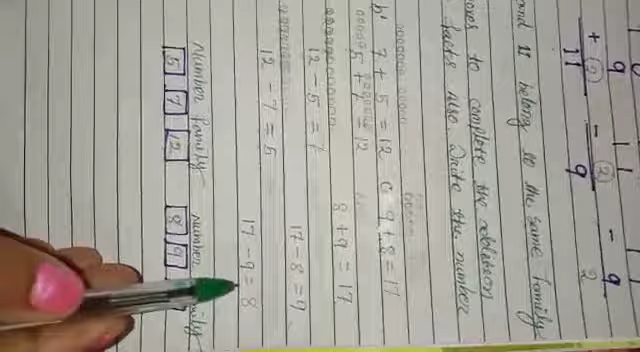 9 11 11
+ 2 - 2 - 9
11 9 2
and 11 belong to the same family
to complete the addition
facts also. Write the number
b' 7 + 5 = 12 c 9 + 8 = 17
5 + 7 = 12 8 + 9 = 17
12 - 5 = 7 17 - 8 = 9
12 - 7 = 5 17 - 9 = 8
Number family number family
5 7 12 8 9